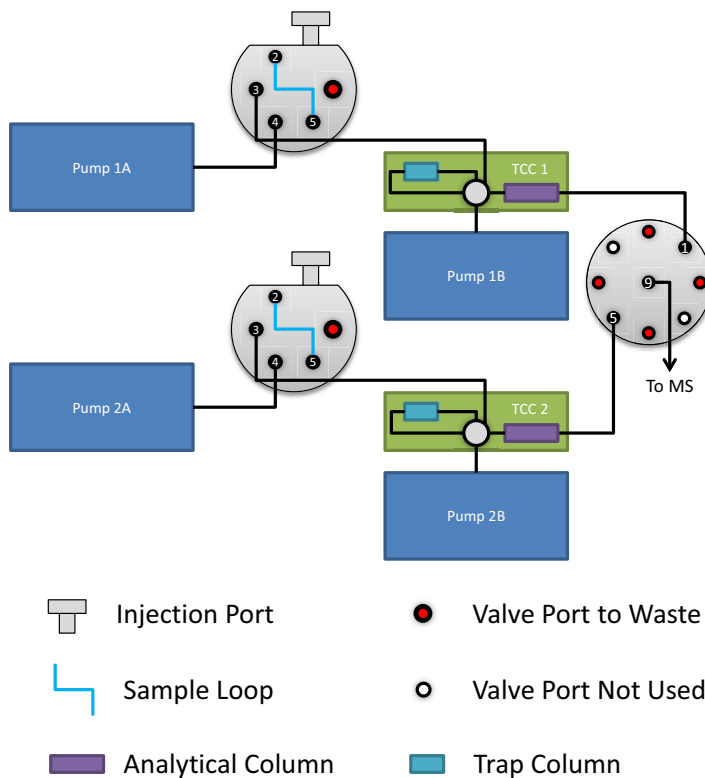 2
3
4
5
Pump 1A
TCC 1
Pump 1B
1
9
5
To MS
2
3
4
5
Pump 2A
TCC 2
Pump 2B
Injection Port
Valve Port to Waste
Sample Loop
Valve Port Not Used
Analytical Column
Trap Column